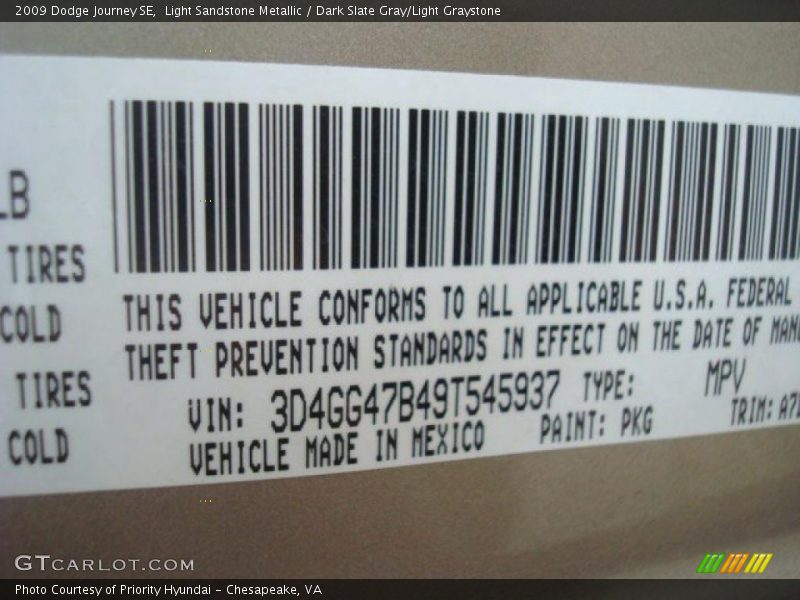 2009 Dodge Journey SE,  Light Sandstone Metallic / Dark Slate Gray/Light Graystone
LB
TIRES
COLD
TIRES
COLD
THIS VEHICLE CONFORMS TO ALL APPLICABLE U.S.A. FEDERAL
THEFT PREVENTION STANDARDS IN EFFECT ON THE DATE OF MANU
VIN: 3D4GG47B49T545937 TYPE: MPV
VEHICLE MADE IN MEXICO PAINT: PKG TRIM: A7
GTCARLOT.COM
Photo Courtesy of Priority Hyundai – Chesapeake, VA